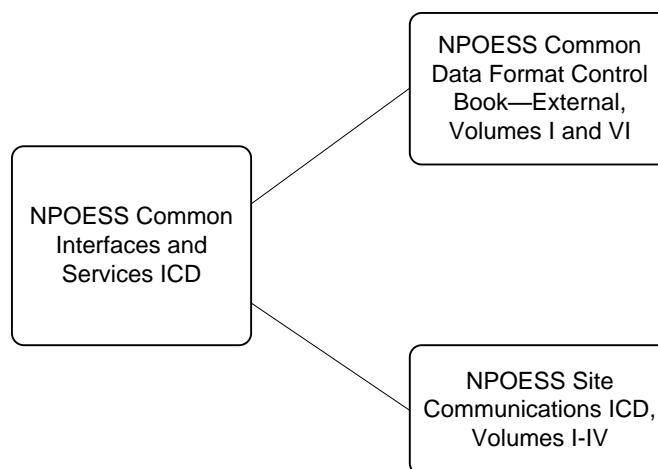 NPOESS Common
Data Format Control
Book—External,
Volumes I and VI
NPOESS Common
Interfaces and
Services ICD
NPOESS Site
Communications ICD,
Volumes I-IV